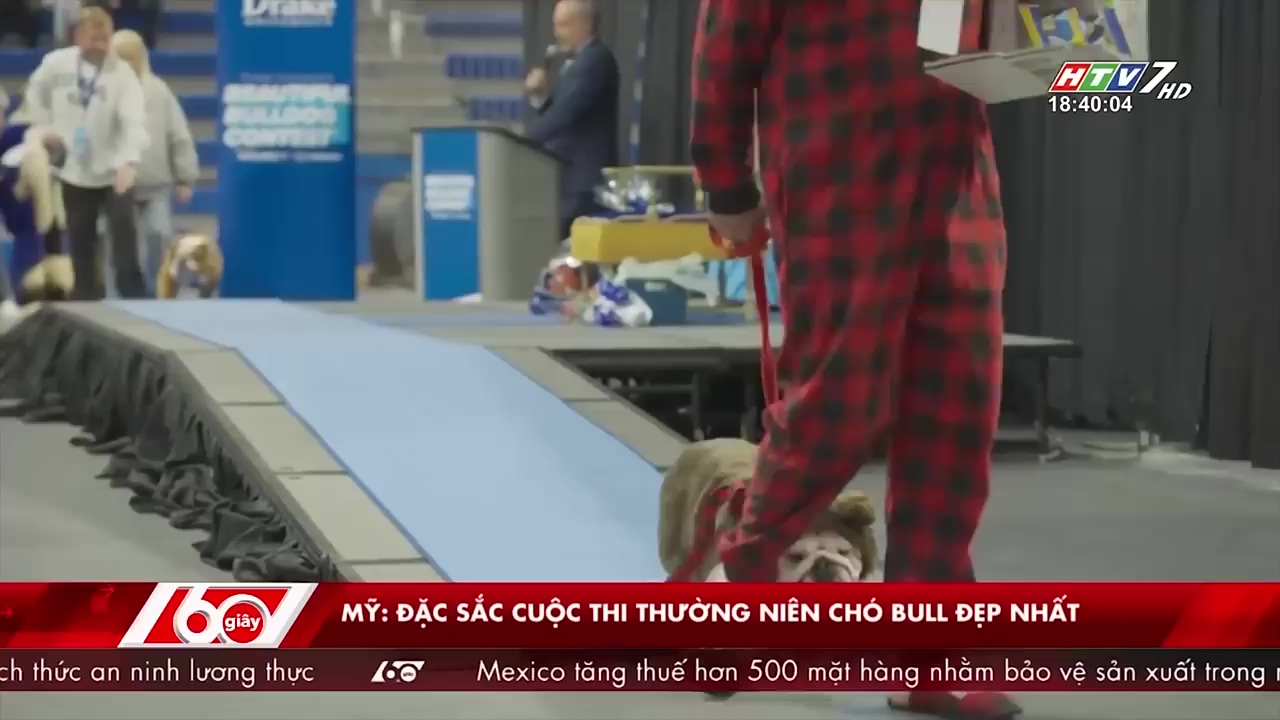 Drake
BEAUTIFUL
BULLDOG
CONTEST
HTV7 HD
18:40:04
60 giây
MỸ: ĐẶC SẮC CUỘC THI THƯỜNG NIÊN CHÓ BULL ĐẸP NHẤT
ch thức an ninh lương thực 60 giây Mexico tăng thuế hơn 500 mặt hàng nhằm bảo vệ sản xuất trong